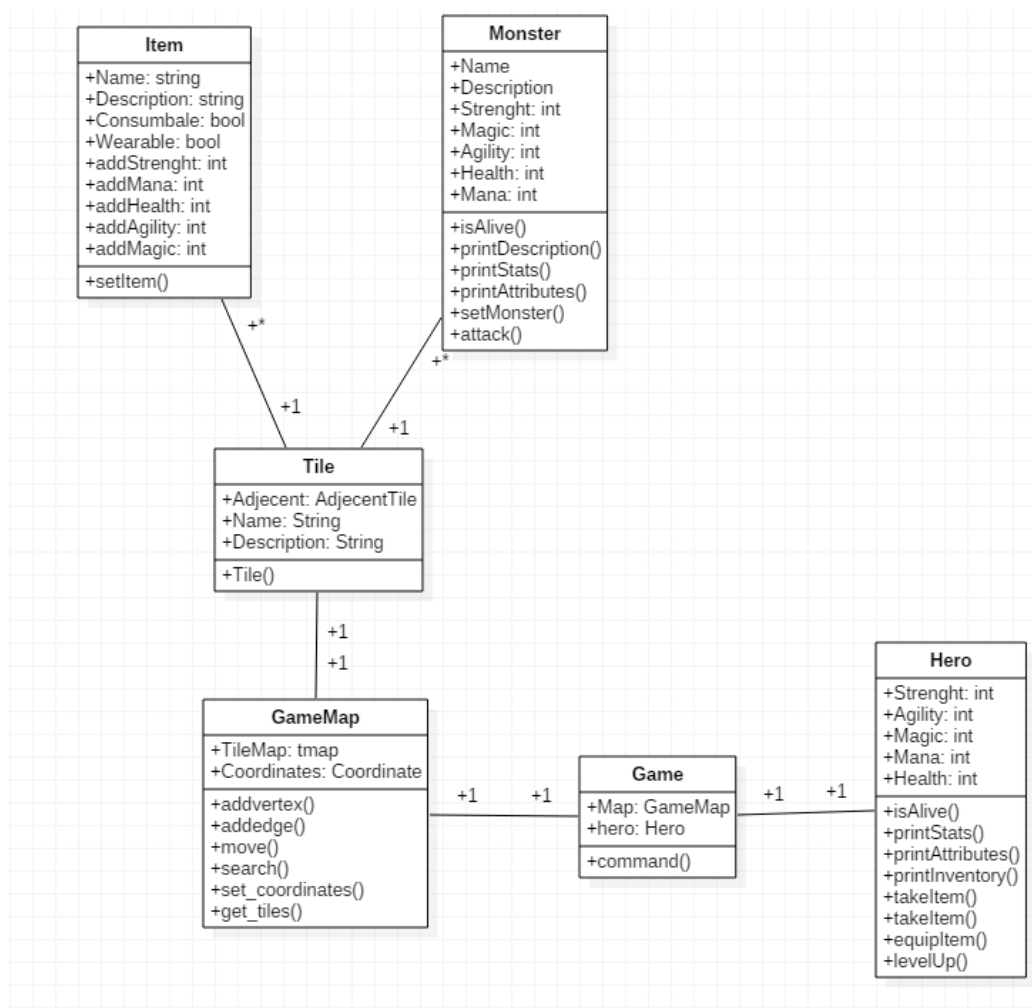 Item
+Name: string
+Description: string
+Consumbale: bool
+Wearable: bool
+addStrenght: int
+addMana: int
+addHealth: int
+addAgility: int
+addMagic: int
+setItem()
Monster
+Name
+Description
+Strenght: int
+Magic: int
+Agility: int
+Health: int
+Mana: int
+isAlive()
+printDescription()
+printStats()
+printAttributes()
+setMonster()
+attack()
+*
+*
+1
+1
Tile
+Adjecent: AdjecentTile
+Name: String
+Description: String
+Tile()
+1
+1
GameMap
+TileMap: tmap
+Coordinates: Coordinate
+addvertex()
+addedge()
+move()
+search()
+set_coordinates()
+get_tiles()
+1
+1
Game
+Map: GameMap
+hero: Hero
+command()
+1
+1
Hero
+Strenght: int
+Agility: int
+Magic: int
+Mana: int
+Health: int
+isAlive()
+printStats()
+printAttributes()
+printInventory()
+takeItem()
+takeItem()
+equipItem()
+levelUp()